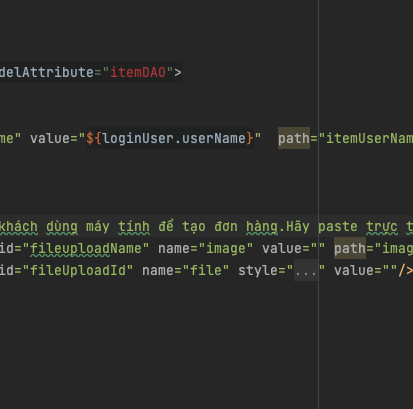 delAttribute="itemDAO">
me" value="${loginUser.userName}" path="itemUserNam
khách dùng máy tính để tạo đơn hàng.Hãy paste trực t
id="fileuploadName" name="image" value="" path="imag
id="fileUploadId" name="file" style="..." value=""/>